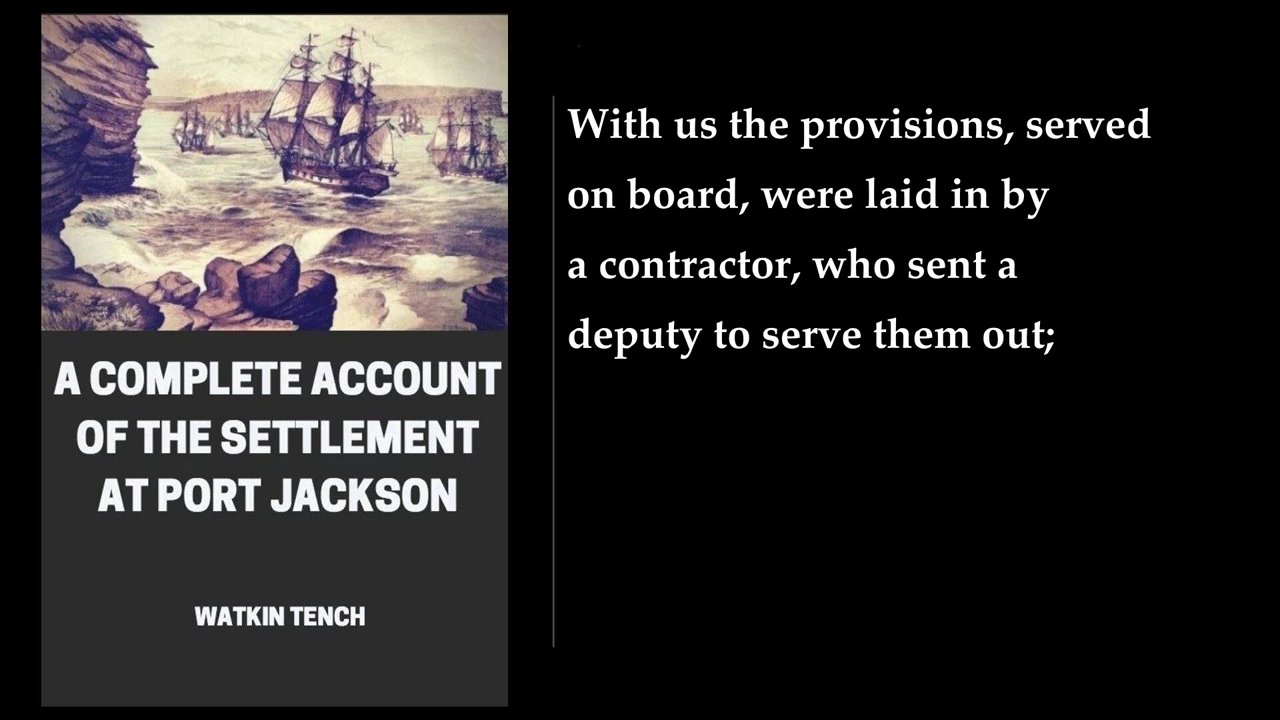 A COMPLETE ACCOUNT
OF THE SETTLEMENT
AT PORT JACKSON
WATKIN TENCH
With us the provisions, served
on board, were laid in by
a contractor, who sent a
deputy to serve them out;